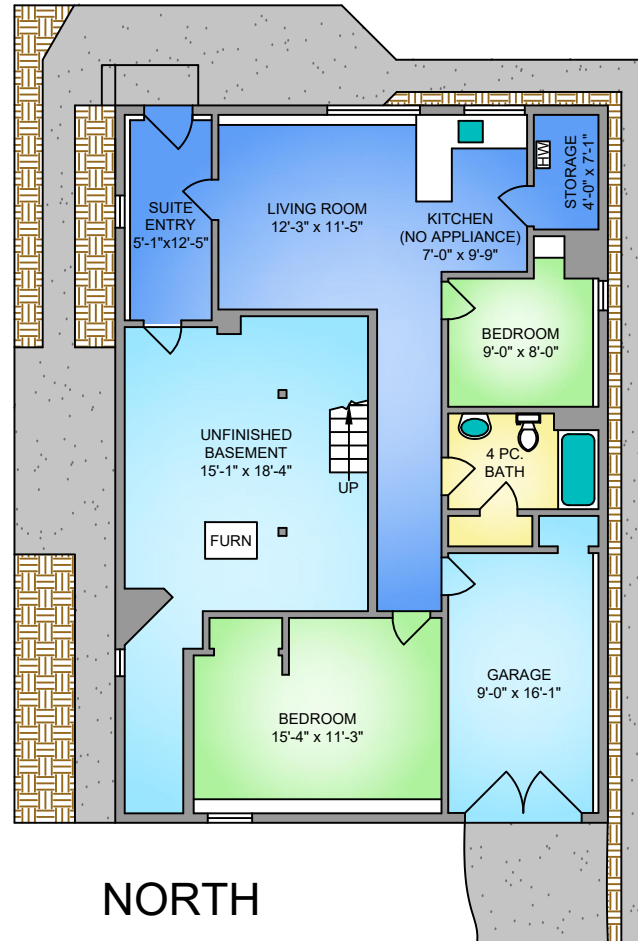 SUITE
ENTRY
5'-1"x12'-5"
LIVING ROOM
12'-3" x 11'-5"
KITCHEN
(NO APPLIANCE)
7'-0" x 9'-9"
HW
STORAGE
4'-0" x 7'-1"
BEDROOM
9'-0" x 8'-0"
UNFINISHED
BASEMENT
15'-1" x 18'-4"
UP
FURN
4 PC.
BATH
GARAGE
9'-0" x 16'-1"
BEDROOM
15'-4" x 11'-3"
NORTH